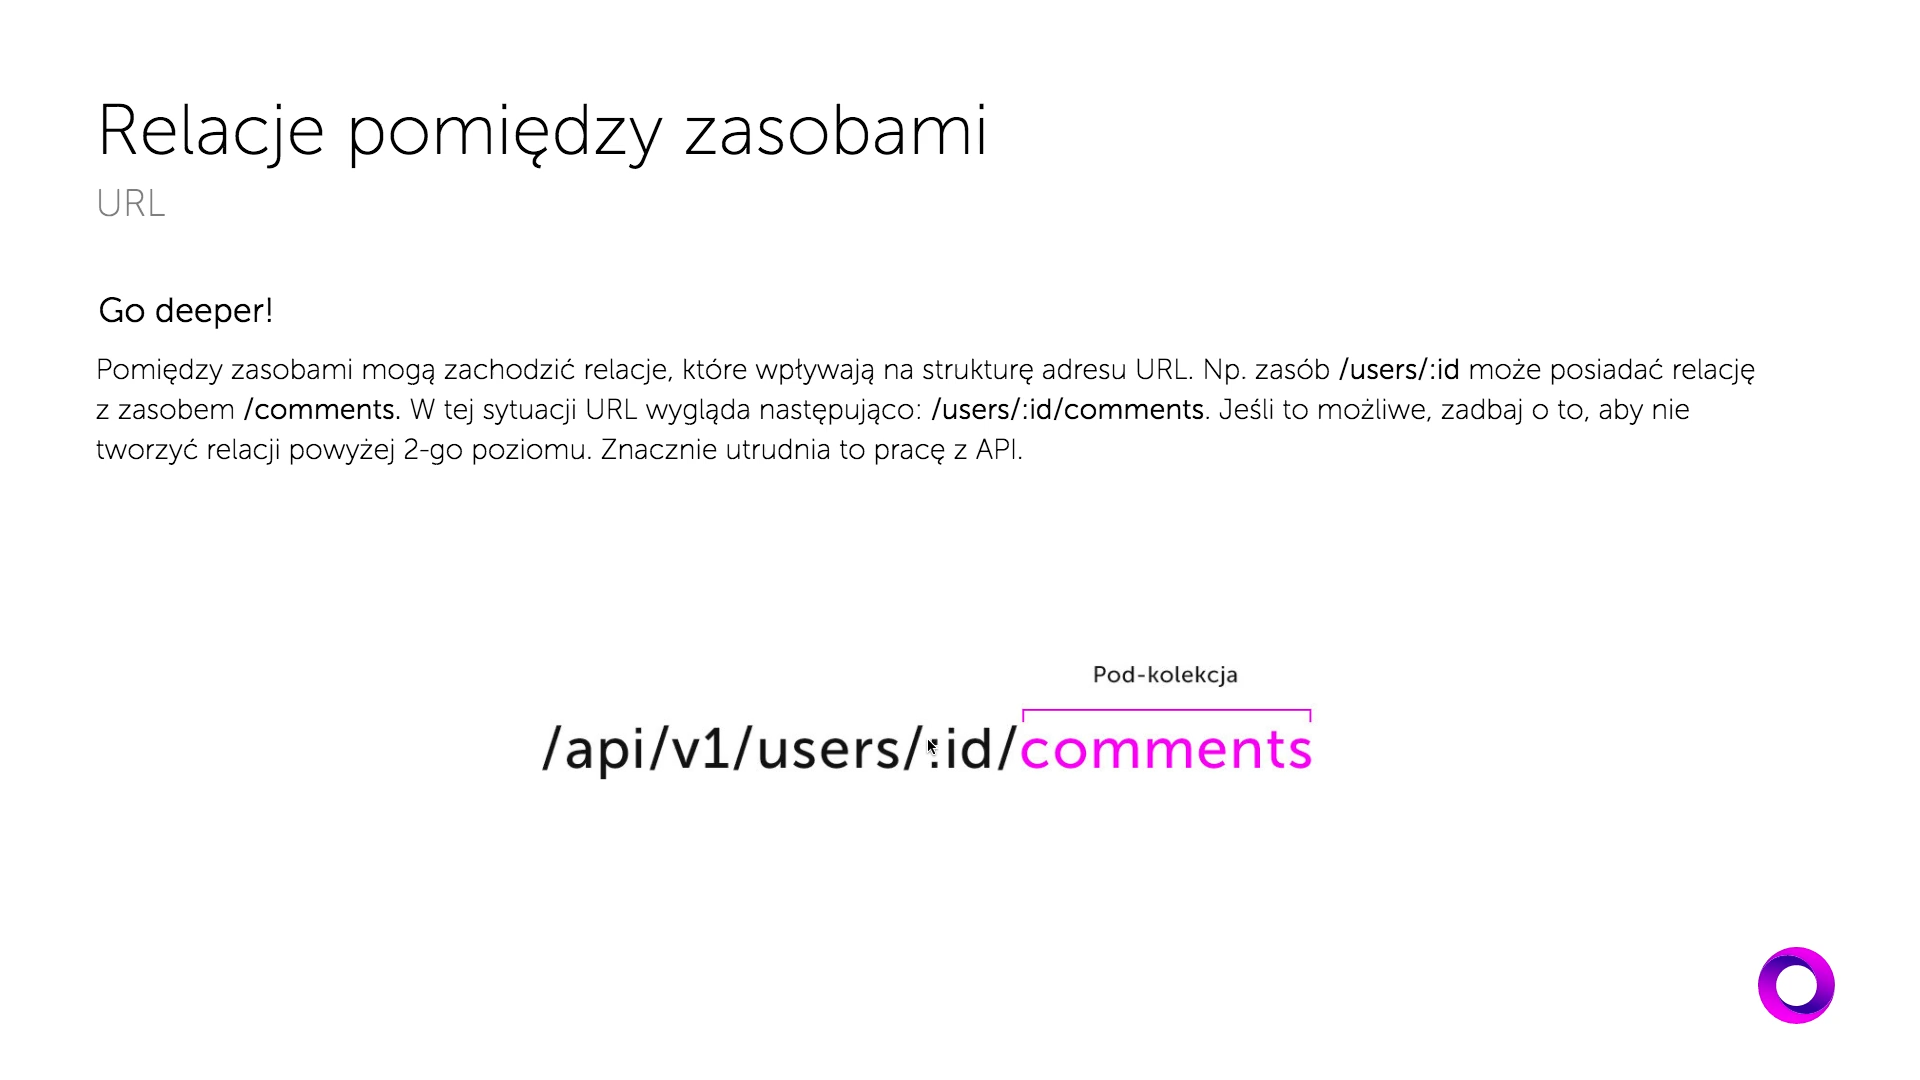 Relacje pomiędzy zasobami
URL
Go deeper!
Pomiędzy zasobami mogą zachodzić relacje, które wpływają na strukturę adresu URL. Np. zasób /users/:id może posiadać relację
z zasobem /comments. W tej sytuacji URL wygląda następująco: /users/:id/comments. Jeśli to możliwe, zadbaj o to, aby nie
tworzyć relacji powyżej 2-go poziomu. Znacznie utrudnia to pracę z API.
Pod-kolekcja
/api/v1/users/:id/comments